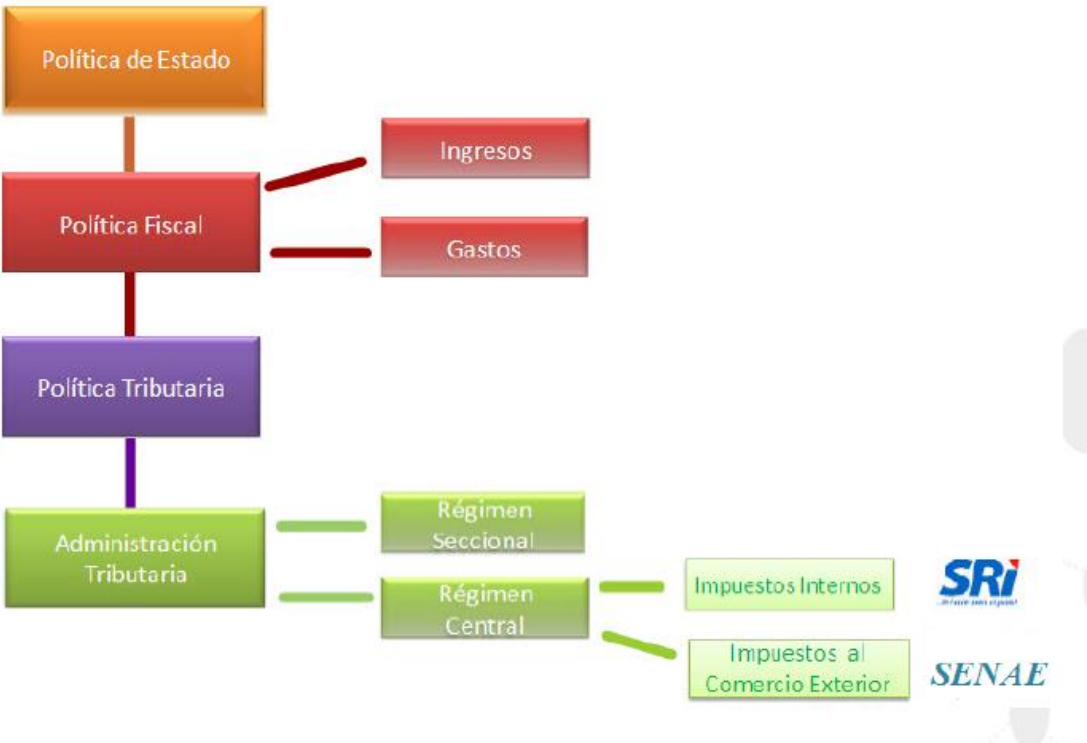 Política de Estado
Ingresos
Política Fiscal
Gastos
Política Tributaria
Régimen
Seccional
Administración
Tributaria
Régimen
Central
Impuestos Internos
SRi
Impuestos al
Comercio Exterior
SENAE